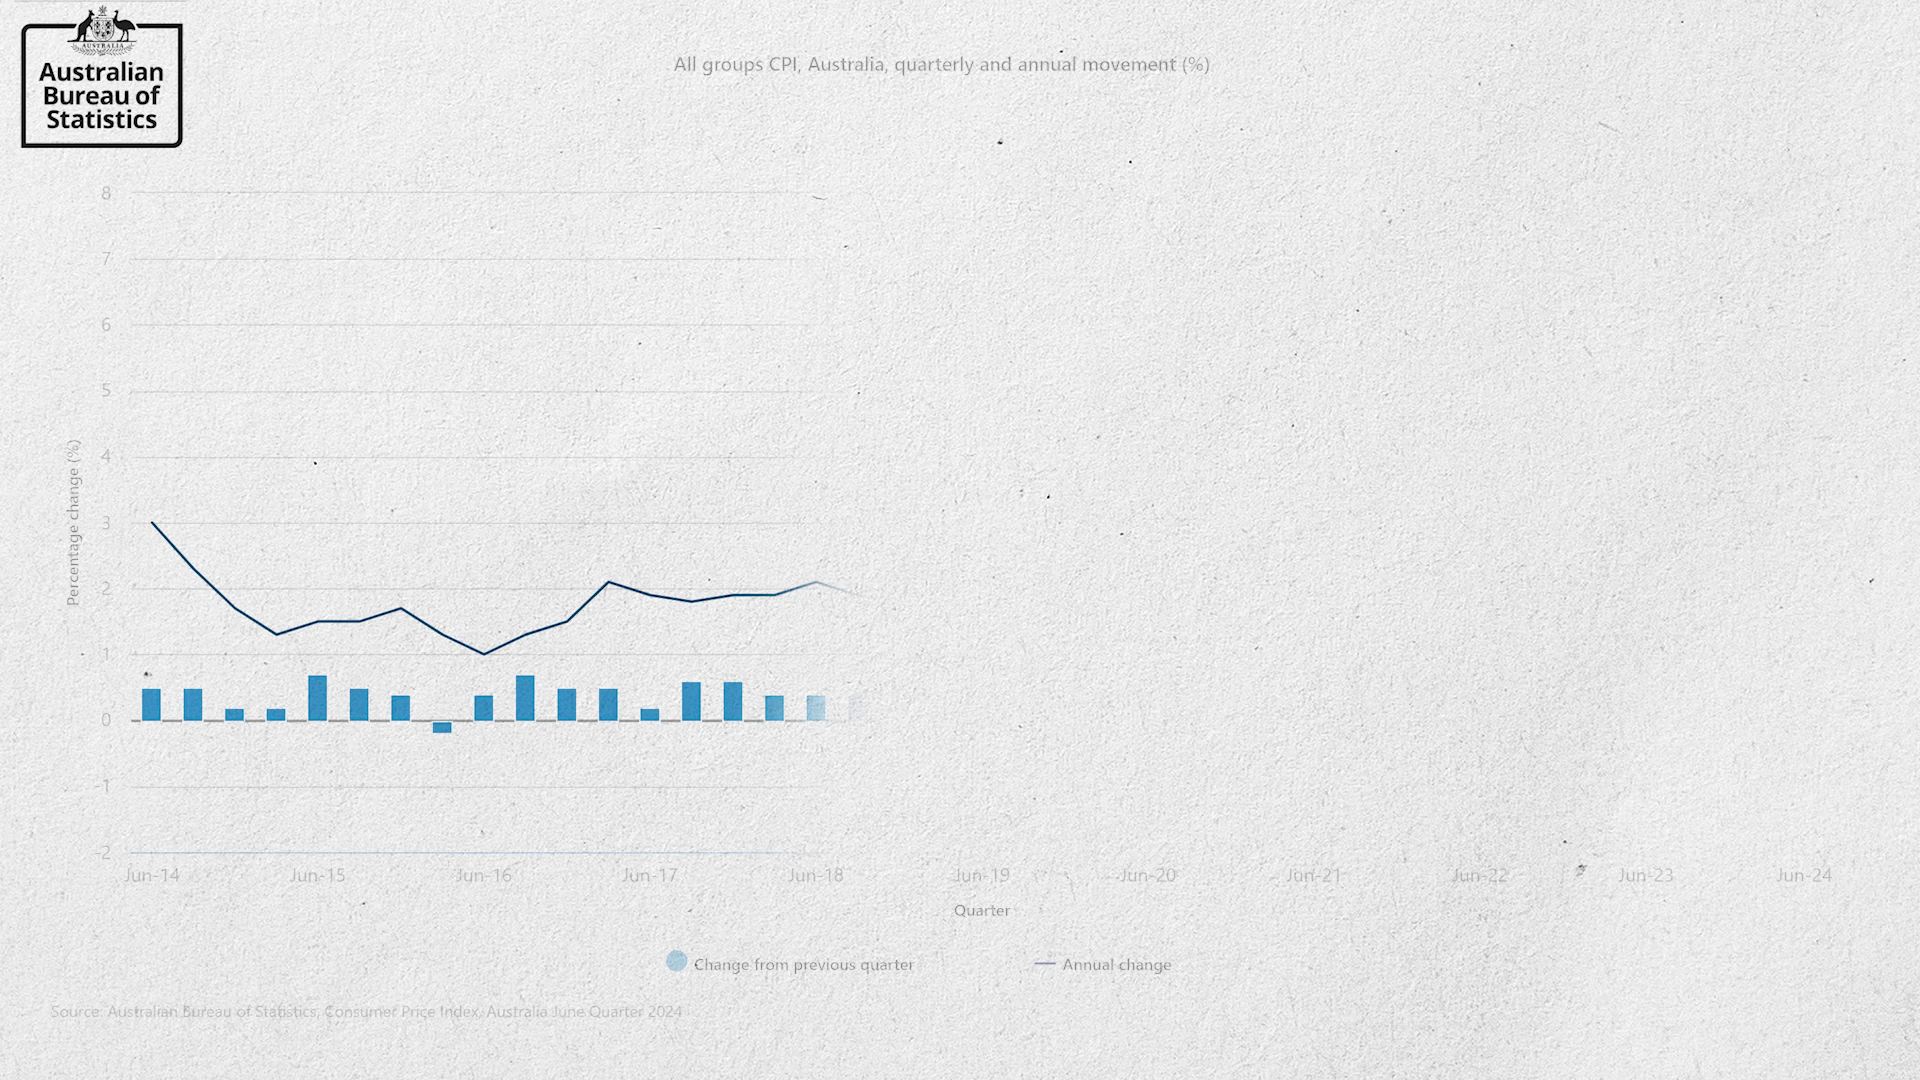 AUSTRALIA
Australian
Bureau of
Statistics
All groups CPI, Australia, quarterly and annual movement (%)
Percentage change (%)
8
7
6
5
4
3
2
1
0
-1
-2
Jun-14 Jun-15 Jun-16 Jun-17 Jun-18 Jun-19 Jun-20 Jun-21 Jun-22 Jun-23 Jun-24
Quarter
Change from previous quarter Annual change
Source: Australian Bureau of Statistics, Consumer Price Index, Australia June Quarter 2024